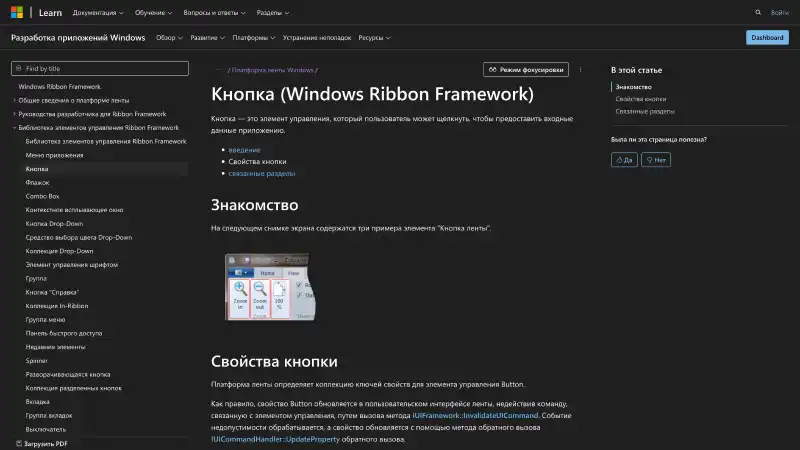 Learn
Документация
Обучение
Вопросы и ответы
Разделы
Войти
Разработка приложений Windows
Обзор
Развитие
Платформы
Устранение неполадок
Ресурсы
Dashboard
Find by title
Windows Ribbon Framework
Общие сведения о платформе ленты
Руководства разработчика для Ribbon Framework
Библиотека элементов управления Ribbon Framework
Библиотека элементов управления Ribbon Framework
Меню приложения
Кнопка
Флажок
Combo Box
Контекстное всплывающее окно
Кнопка Drop-Down
Средство выбора цвета Drop-Down
Коллекция Drop-Down
Элемент управления шрифтом
Группа
Кнопка "Справка"
Коллекция In-Ribbon
Группа меню
Панель быстрого доступа
Недавние элементы
Spinner
Разворачивающаяся кнопка
Коллекция разделенных кнопок
Вкладка
Группа вкладок
Выключатель
Загрузить PDF
... / Платформа ленты Windows /
Режим фокусировки
Кнопка (Windows Ribbon Framework)
Кнопка — это элемент управления, который пользователь может щелкнуть, чтобы предоставить входные
данные приложению.
введение
Свойства кнопки
связанные разделы
Знакомство
На следующем снимке экрана содержатся три примера элемента "Кнопка ленты".
Home
View
Zoom
in
Zoom
out
100
%
Zoom
Свойства кнопки
Платформа ленты определяет коллекцию ключей свойств для элемента управления Button.
Как правило, свойство Button обновляется в пользовательском интерфейсе ленты, недействив команду,
связанную с элементом управления, путем вызова метода IUIFramework::InvalidateUICommand. Событие
недопустимости обрабатывается, а свойство обновляется с помощью метода обратного вызова
IUICommandHandler::UpdateProperty обратного вызова.
В этой статье
Знакомство
Свойства кнопки
Связанные разделы
Была ли эта страница полезной?
Да
Нет